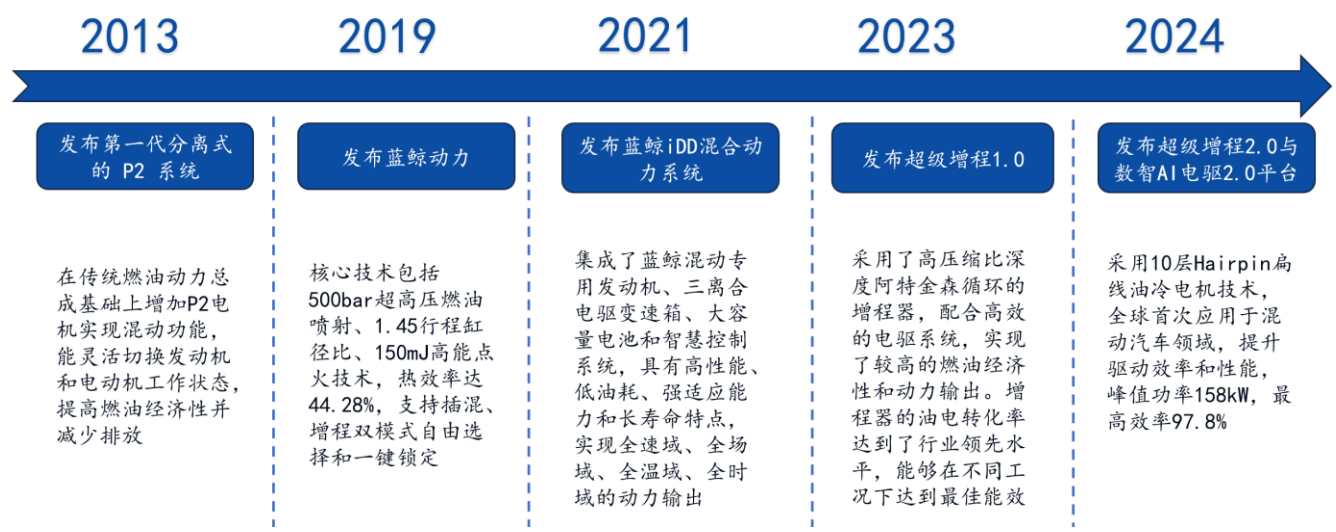 2013
2019
2021
2023
2024
发布第一代分离式
的 P2 系统
发布蓝鲸动力
发布蓝鲸iDD混合动
力系统
发布超级增程1.0
发布超级增程2.0与
数智AI电驱2.0平台
在传统燃油动力总
成基础上增加P2电
机实现混动功能，
能灵活切换发动机
和电动机工作状态，
提高燃油经济性并
减少排放
核心技术包括
500bar超高压燃油
喷射、1.45行程缸
径比、150mJ高能点
火技术，热效率达
44.28%，支持插混、
增程双模式自由选
择和一键锁定
集成了蓝鲸混动专
用发动机、三离合
电驱变速箱、大容
量电池和智慧控制
系统，具有高性能、
低油耗、强适应能
力和长寿命特点，
实现全速域、全场
域、全温域、全时
域的动力输出
采用了高压缩比深
度阿特金森循环的
增程器，配合高效
的电驱系统，实现
了较高的燃油经济
性和动力输出。增
程器的油电转化率
达到了行业领先水
平，能够在不同工
况下达到最佳能效
采用10层Hairpin扁
线油冷电机技术，
全球首次应用于混
动汽车领域，提升
驱动效率和性能，
峰值功率158kW，最
高效率97.8%